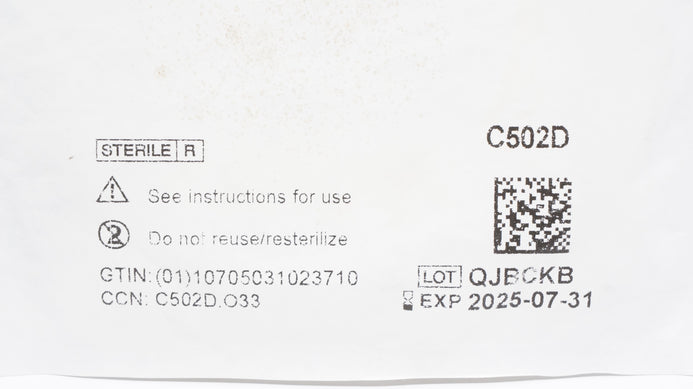 C502D
STERILE R
See instructions for use
2 Do not reuse/resterilize
GTIN:(01)10705031023710
CCN: C502D.O33
LOT QJBCKB
EXP 2025-07-31